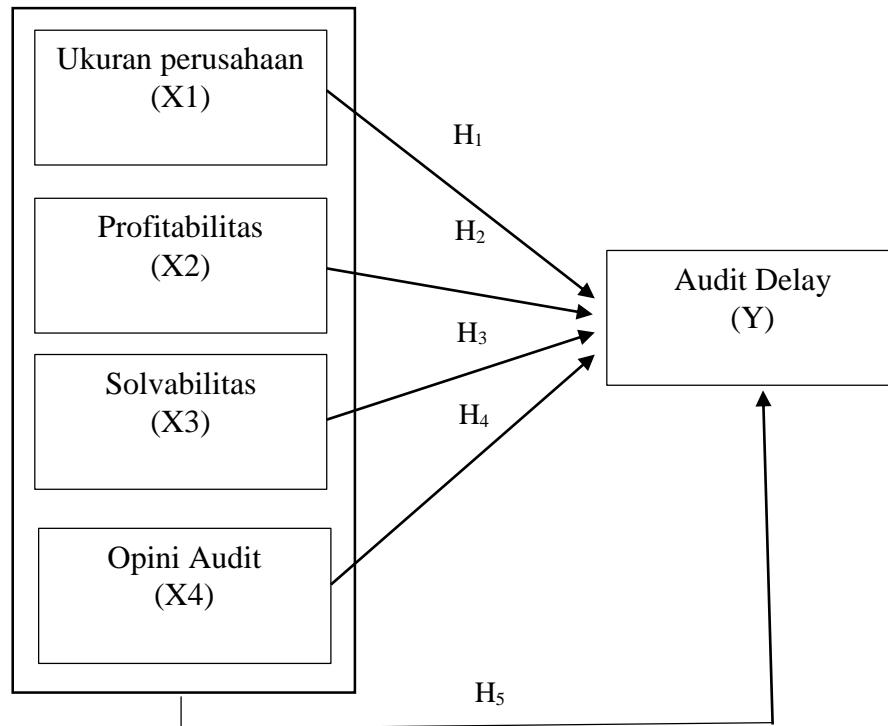 Ukuran perusahaan
(X1)
H₁
Profitabilitas
(X2)
H₂
Audit Delay
(Y)
H₃
Solvabilitas
(X3)
H₄
Opini Audit
(X4)
H₅